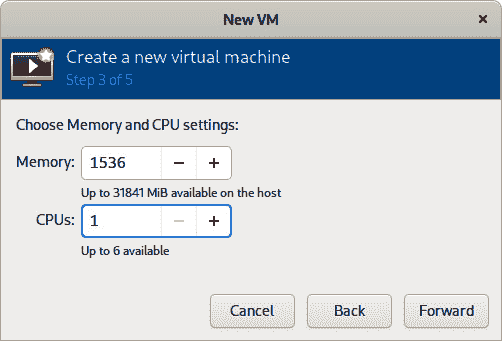 New VM
Create a new virtual machine
Step 3 of 5
Choose Memory and CPU settings:
Memory: 1536
Up to 31841 MiB available on the host
CPUs: 1
Up to 6 available
Cancel Back Forward